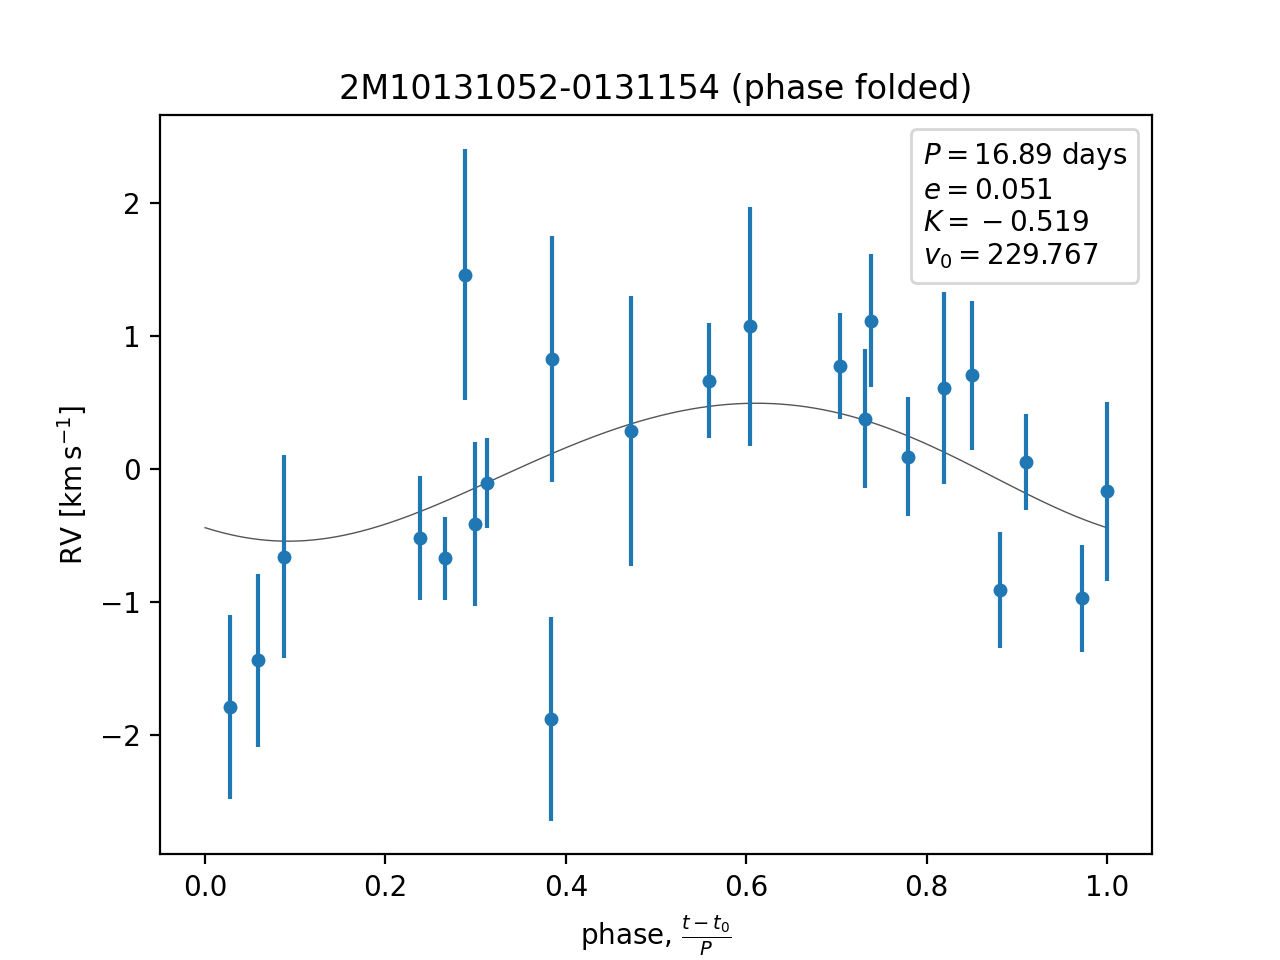 2M10131052-0131154 (phase folded)
P = 16.89 days
e = 0.051
K = −0.519
v₀ = 229.767
RV [km s⁻¹]
2
1
0
−1
−2
0.0 0.2 0.4 0.6 0.8 1.0
phase, (t − t₀)/P